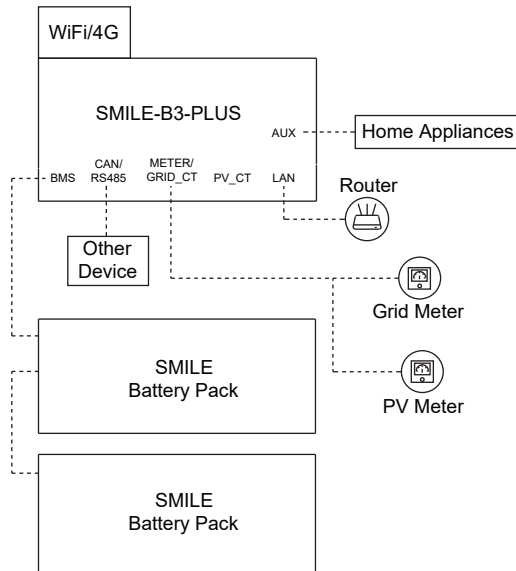 WiFi/4G
SMILE-B3-PLUS
AUX
Home Appliances
BMS
CAN/
RS485
METER/
GRID_CT
PV_CT
LAN
Router
Other
Device
Grid Meter
SMILE
Battery Pack
PV Meter
SMILE
Battery Pack